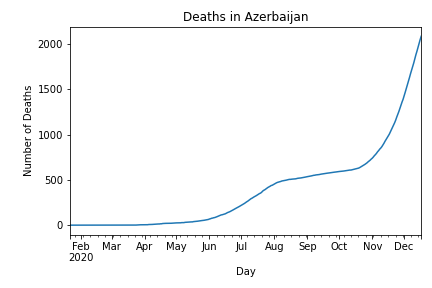 Deaths in Azerbaijan
Number of Deaths
2000
1500
1000
500
0
Feb Mar Apr May Jun Jul Aug Sep Oct Nov Dec
2020
Day